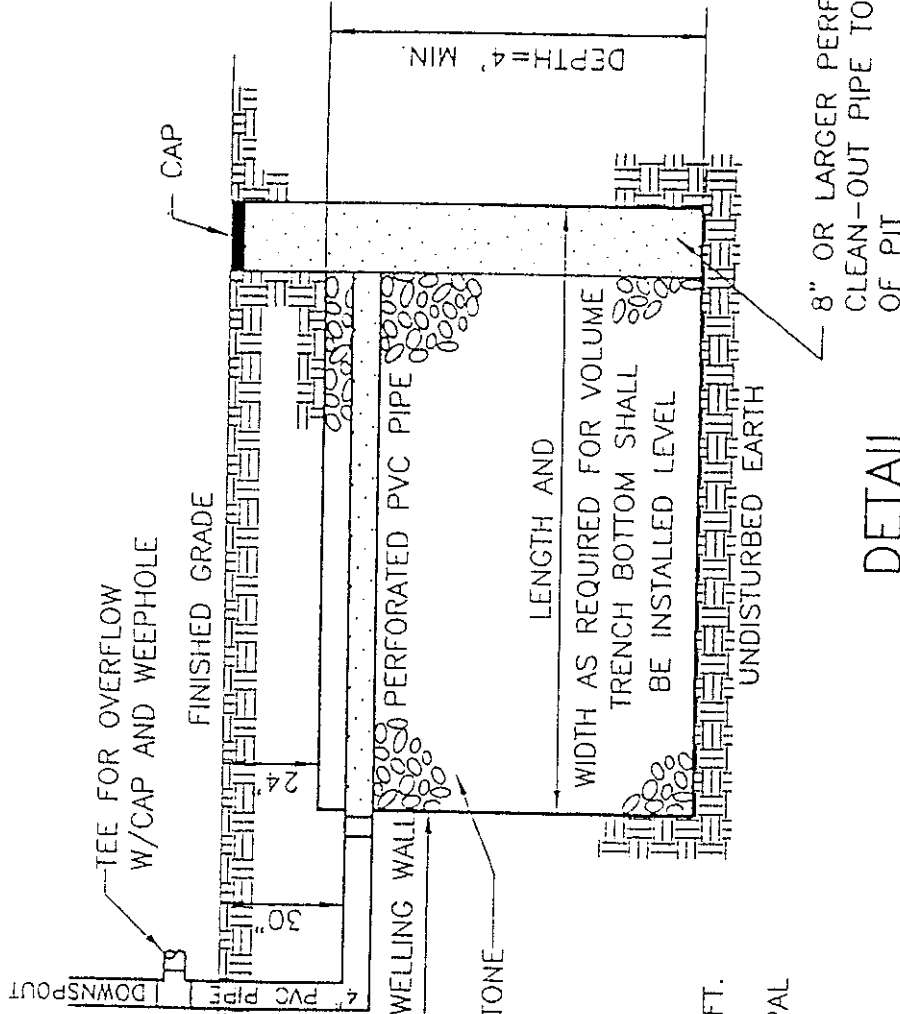 TEE FOR OVERFLOW
W/CAP AND WEEPHOLE
CAP
FINISHED GRADE
DOWNSPOUT
4" PVC PIPE
30"
24"
DEPTH=4' MIN.
PERFORATED PVC PIPE
WELLING WALL
LENGTH AND
WIDTH AS REQUIRED FOR VOLUME
TRENCH BOTTOM SHALL
BE INSTALLED LEVEL
TONE
UNDISTURBED EARTH
FT.
PAL
8" OR LARGER PERF
CLEAN-OUT PIPE TO
OF PIT
DETAIL